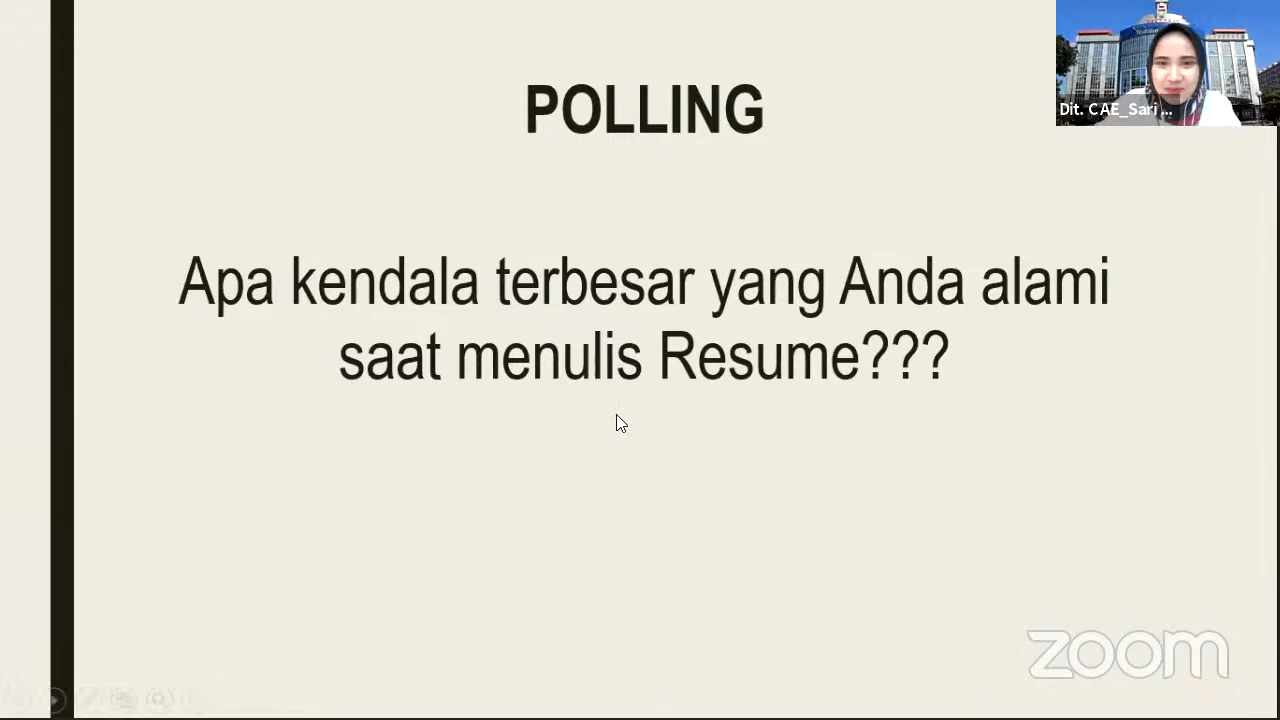 POLLING
Dit. CAE_Sari ...
Apa kendala terbesar yang Anda alami
saat menulis Resume???
zoom